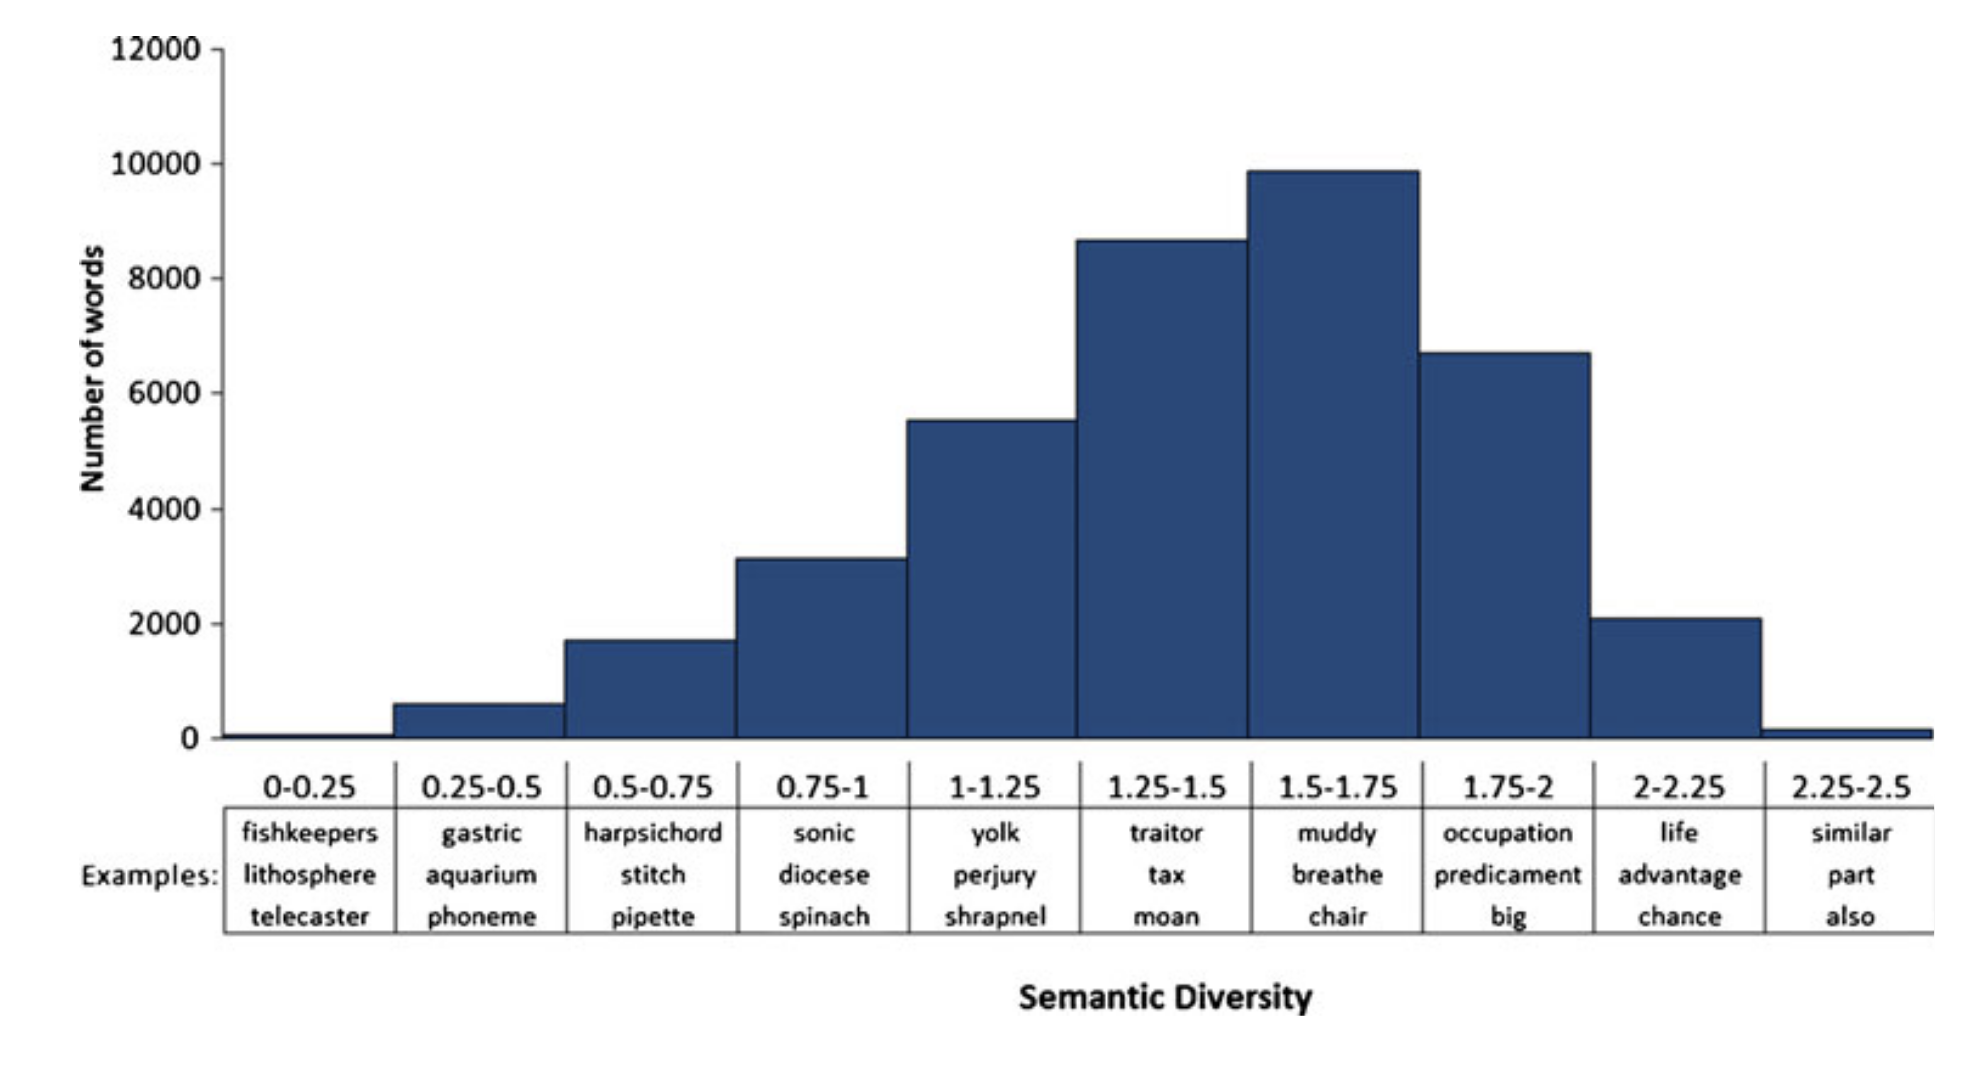 12000
10000
8000
6000
4000
2000
0
Number of words
0-0.25 0.25-0.5 0.5-0.75 0.75-1 1-1.25 1.25-1.5 1.5-1.75 1.75-2 2-2.25 2.25-2.5
fishkeepers gastric harpsichord sonic yolk traitor muddy occupation life similar
Examples: lithosphere aquarium stitch diocese perjury tax breathe predicament advantage part
telecaster phoneme pipette spinach shrapnel moan chair big chance also
Semantic Diversity